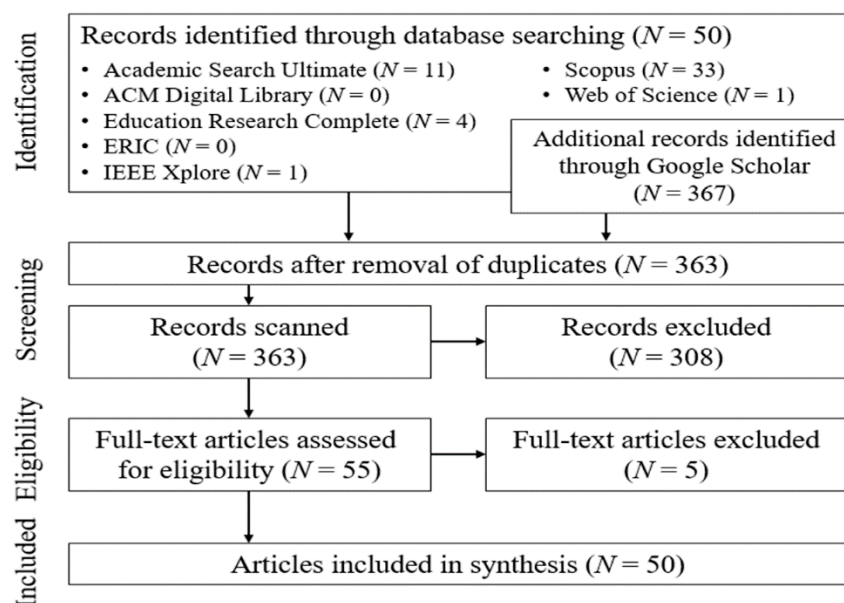 Identification
Records identified through database searching (N = 50)
• Academic Search Ultimate (N = 11)
• ACM Digital Library (N = 0)
• Education Research Complete (N = 4)
• ERIC (N = 0)
• IEEE Xplore (N = 1)
• Scopus (N = 33)
• Web of Science (N = 1)
Additional records identified
through Google Scholar
(N = 367)
Screening
Records after removal of duplicates (N = 363)
Records scanned
(N = 363)
Records excluded
(N = 308)
Eligibility
Full-text articles assessed
for eligibility (N = 55)
Full-text articles excluded
(N = 5)
Included
Articles included in synthesis (N = 50)